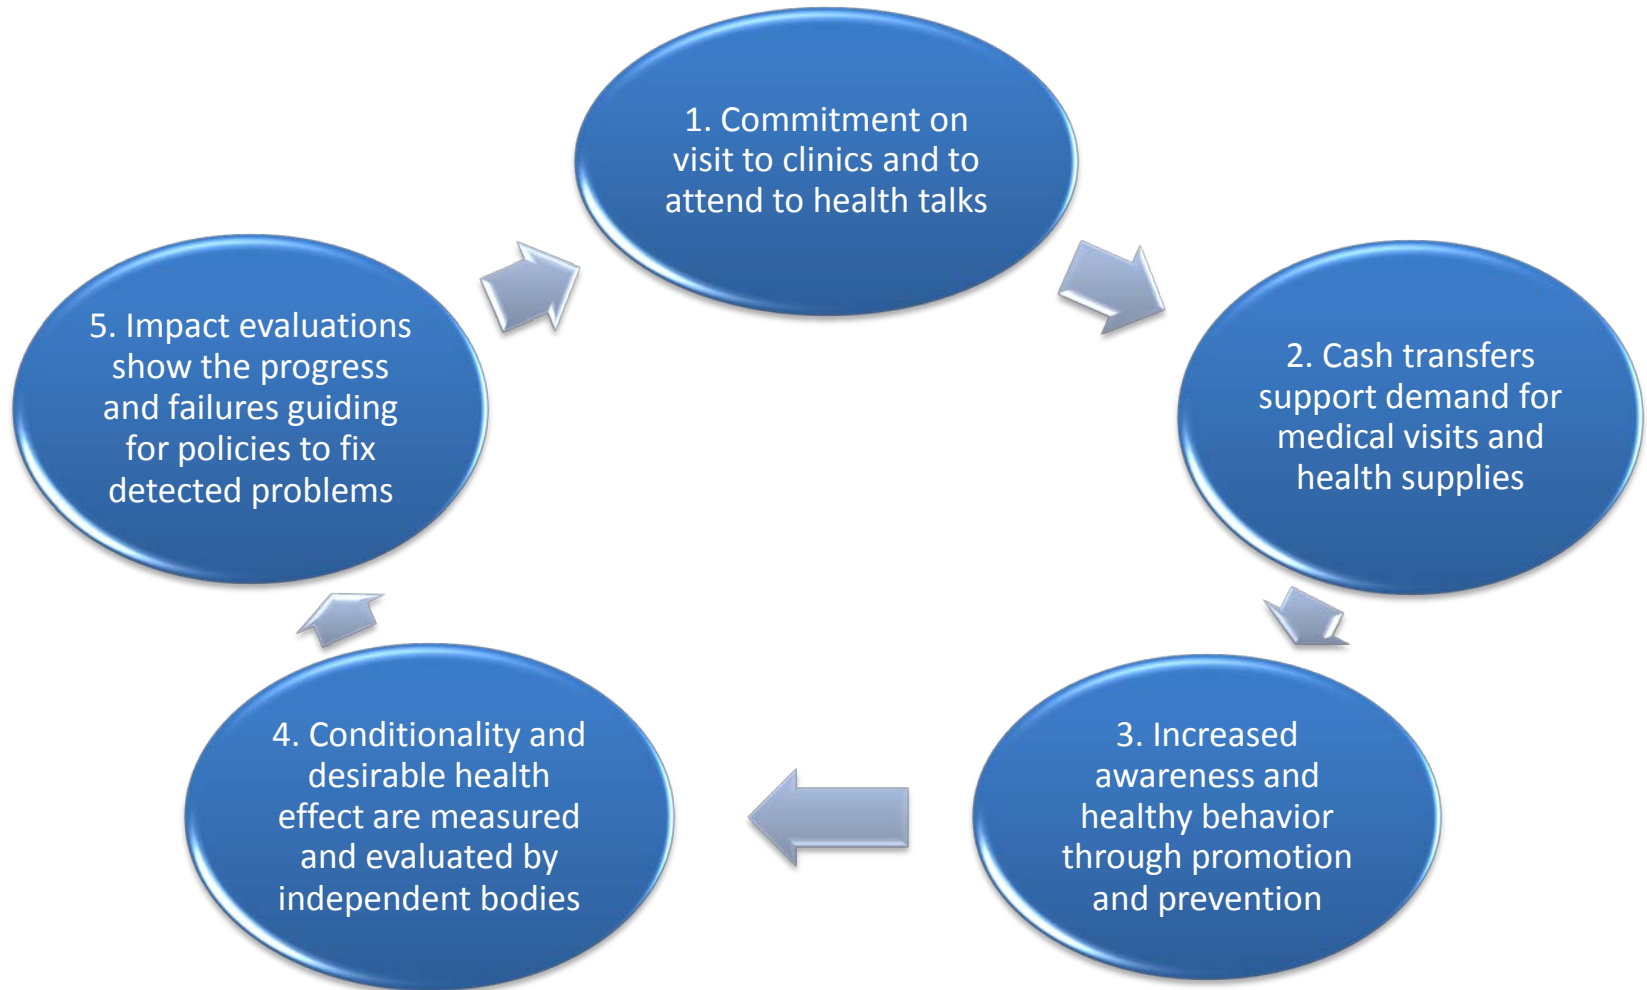 1. Commitment on
visit to clinics and to
attend to health talks
2. Cash transfers
support demand for
medical visits and
health supplies
3. Increased
awareness and
healthy behavior
through promotion
and prevention
4. Conditionality and
desirable health
effect are measured
and evaluated by
independent bodies
5. Impact evaluations
show the progress
and failures guiding
for policies to fix
detected problems